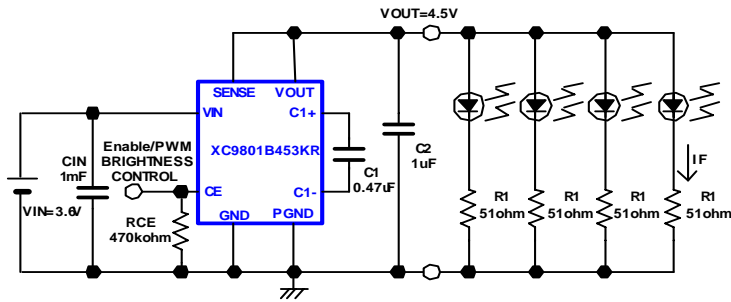 VOUT=4.5V
SENSE
VOUT
VIN
C1+
XC9801B453KR
CE
C1-
GND
PGND
Enable/PWM
BRIGHTNESS
CONTROL
CIN
1mF
VIN=3.6V
RCE
470kohm
C1
0.47uF
C2
1uF
IF
R1
51ohm
R1
51ohm
R1
51ohm
R1
51ohm